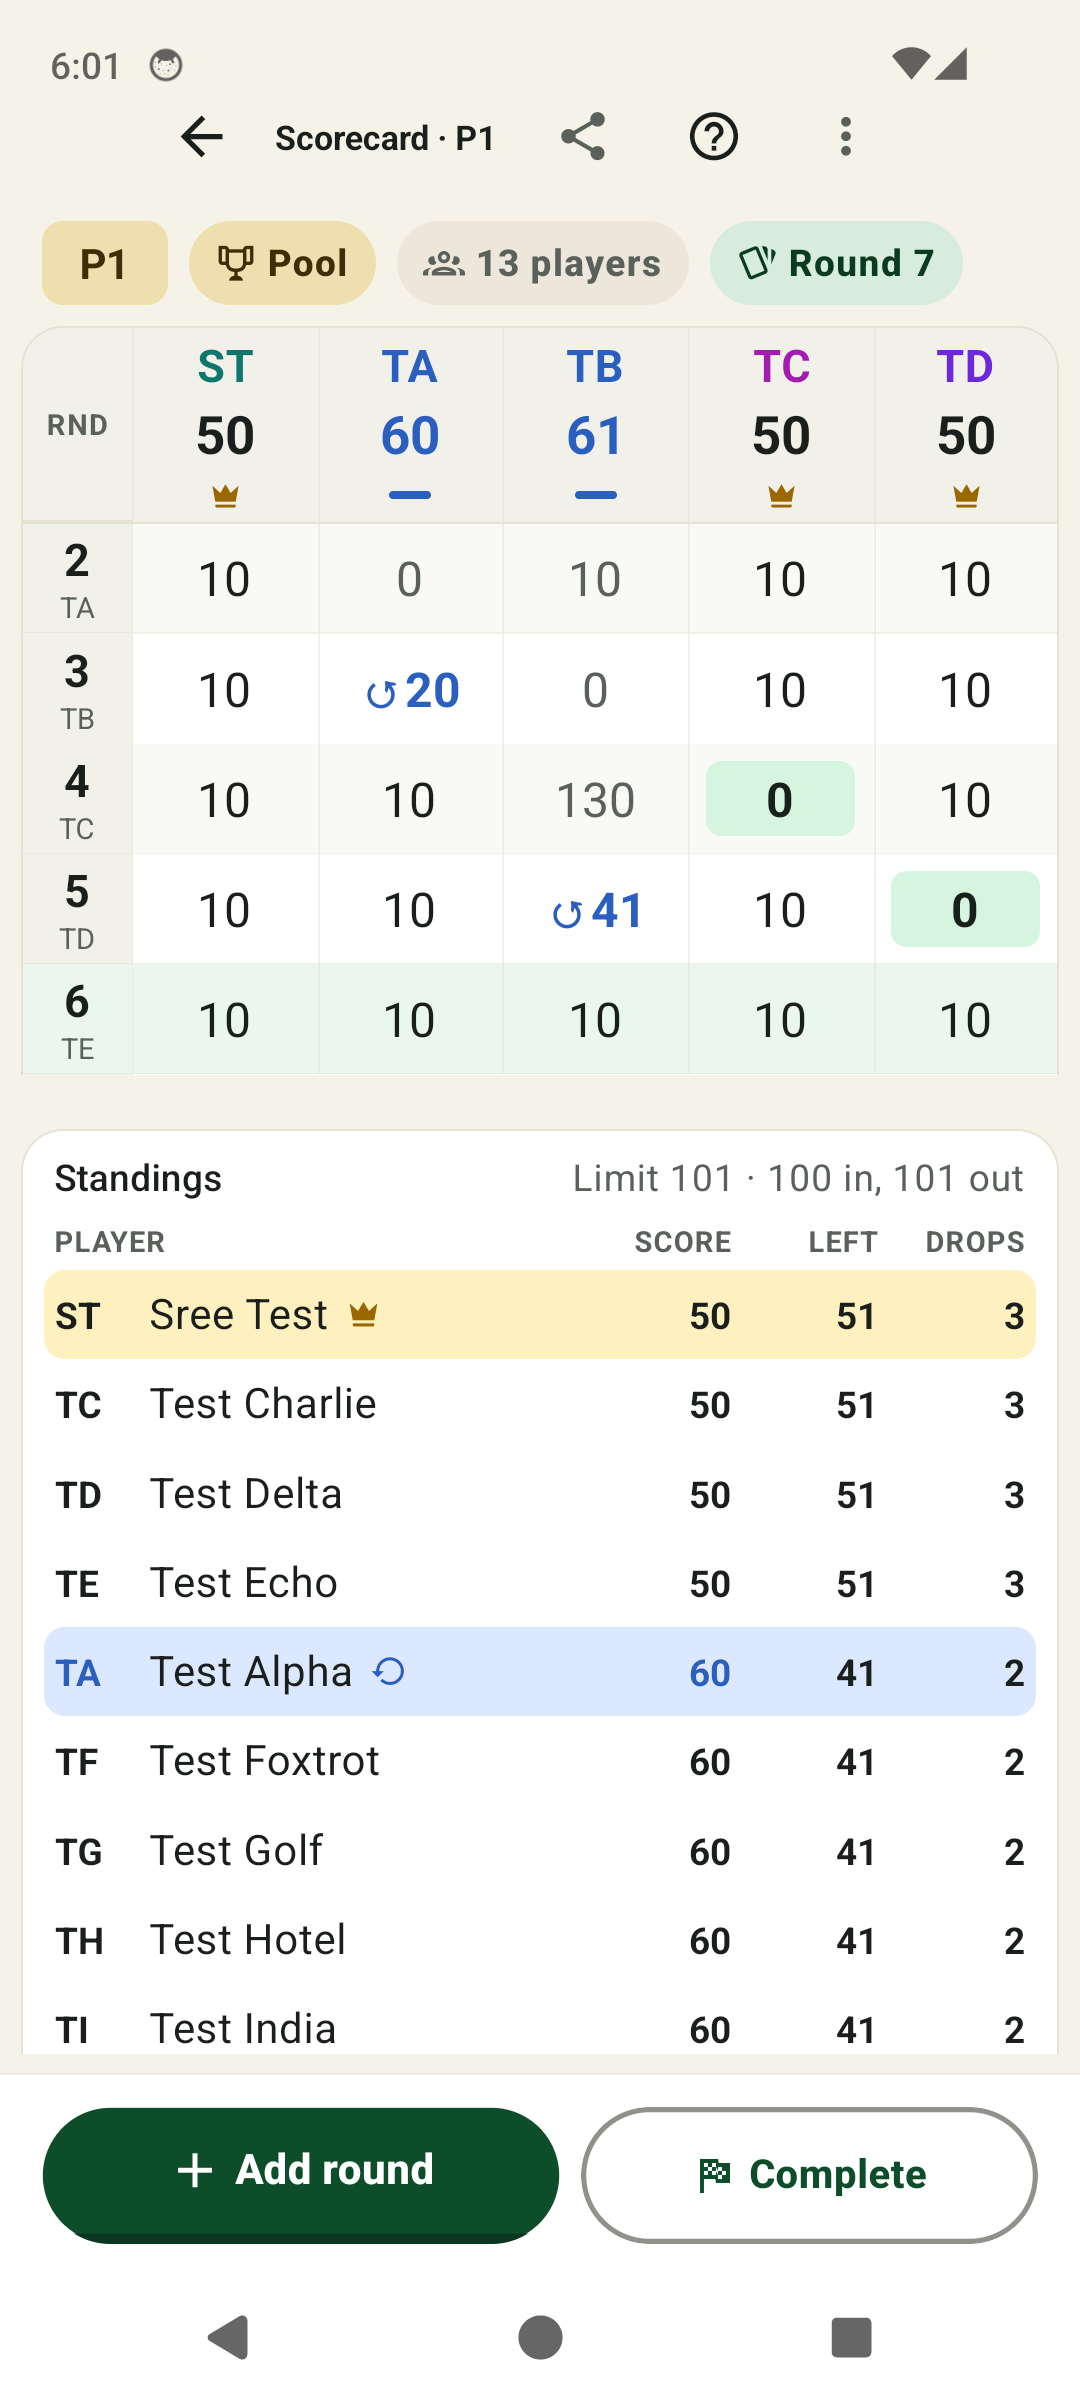 6:01
Scorecard · P1
P1 Pool 13 players Round 7
RND ST TA TB TC TD
50 60 61 50 50
2 10 0 10 10 10
TA
3 10 20 0 10 10
TB
4 10 10 130 0 10
TC
5 10 10 41 10 0
TD
6 10 10 10 10 10
TE
Standings Limit 101 · 100 in, 101 out
PLAYER SCORE LEFT DROPS
ST Sree Test 50 51 3
TC Test Charlie 50 51 3
TD Test Delta 50 51 3
TE Test Echo 50 51 3
TA Test Alpha 60 41 2
TF Test Foxtrot 60 41 2
TG Test Golf 60 41 2
TH Test Hotel 60 41 2
TI Test India 60 41 2
Add round Complete